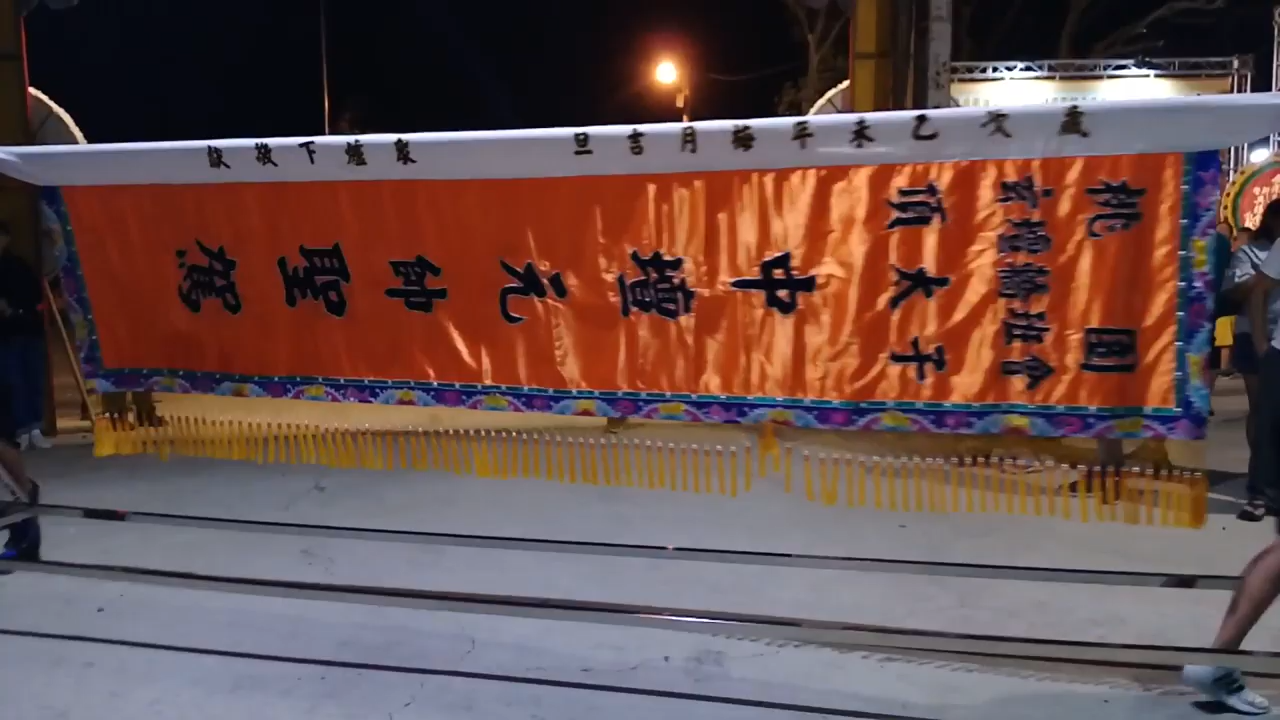 歲次乙未年梅月吉旦
眾爐下敬獻
桃園
玄壇轎班會
頂太子
中壇元帥聖駕